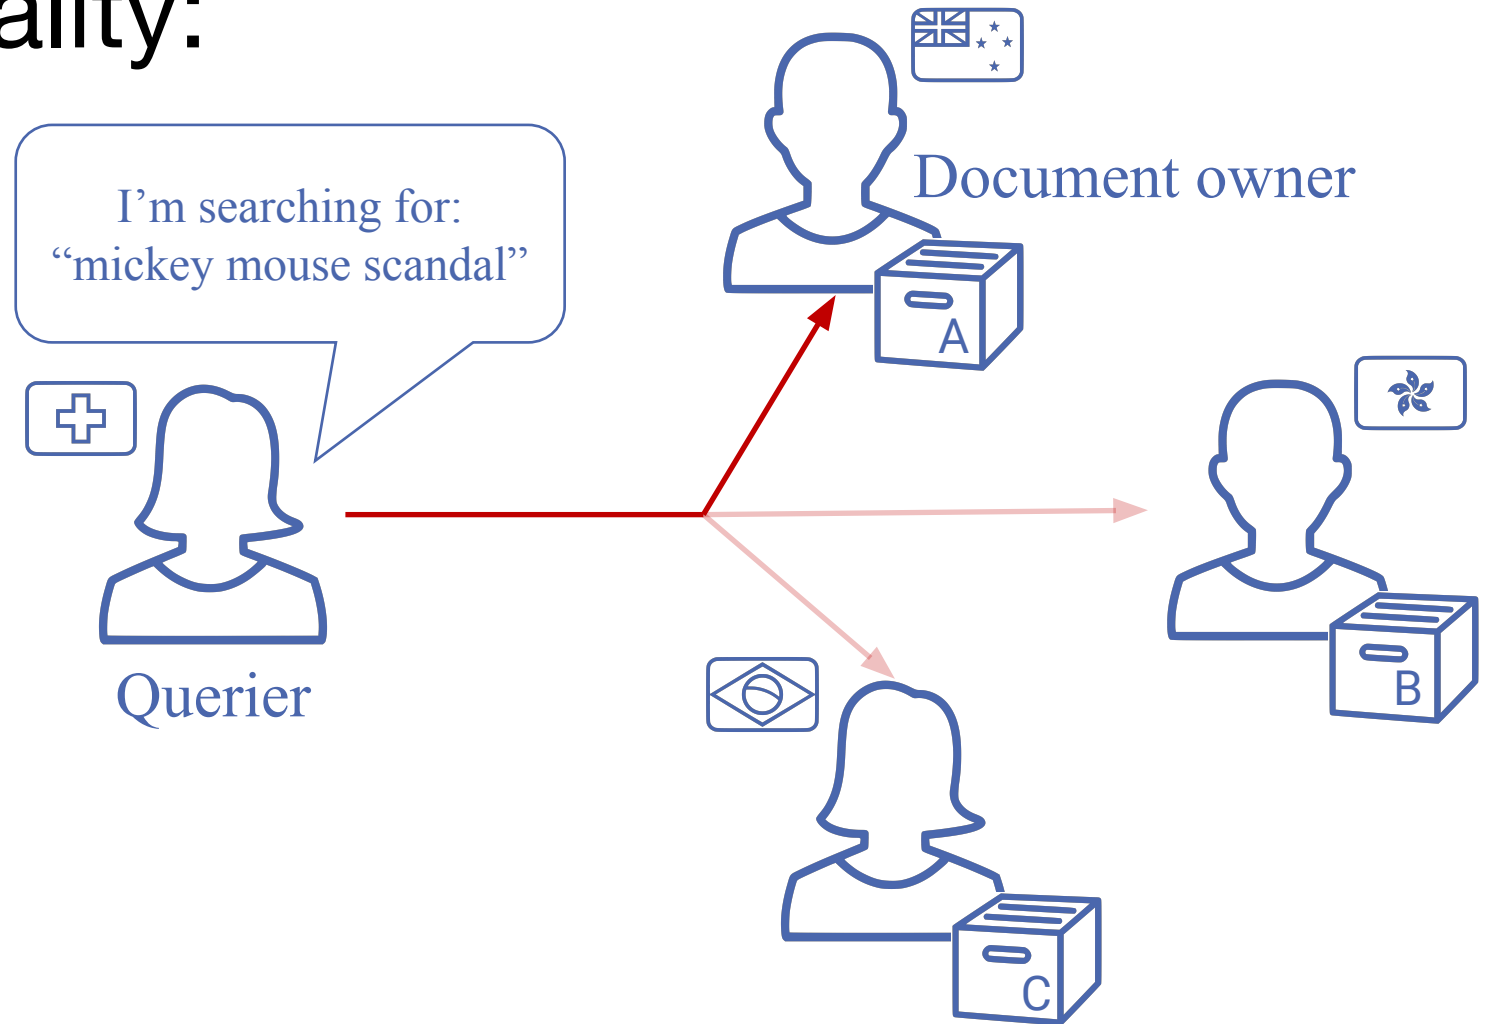 ality:
I’m searching for:
“mickey mouse scandal”
Document owner
A
B
Querier
C